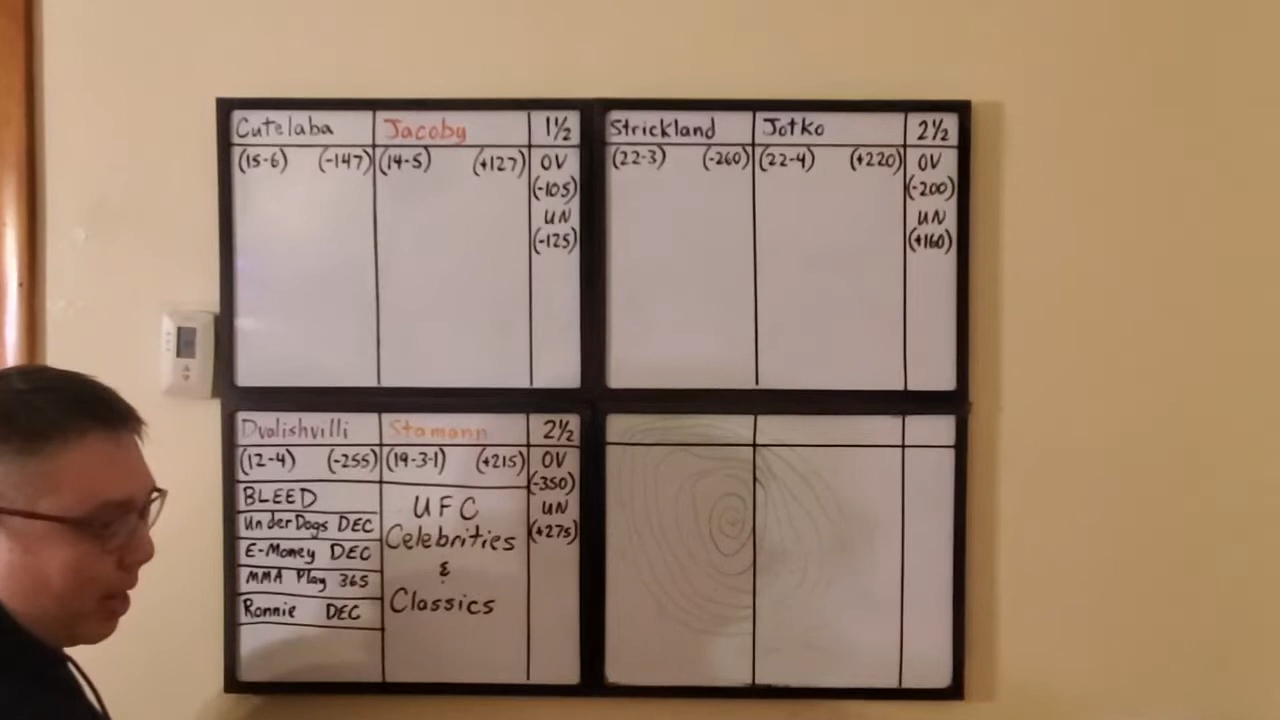 Cutelaba Jacoby 1½
(15-6) (-147) (14-5) (+127) OV
(-105)
UN
(-125)
Strickland Jotko 2½
(22-3) (-260) (22-4) (+220) OV
(-200)
UN
(+160)
Dvalishvilli Stamann 2½
(12-4) (-255) (19-3-1) (+215) OV
(-350)
UN
(+275)
BLEED
UnderDogs DEC
E-Money DEC
MMA Play 365
Ronnie DEC
UFC
Celebrities
&
Classics